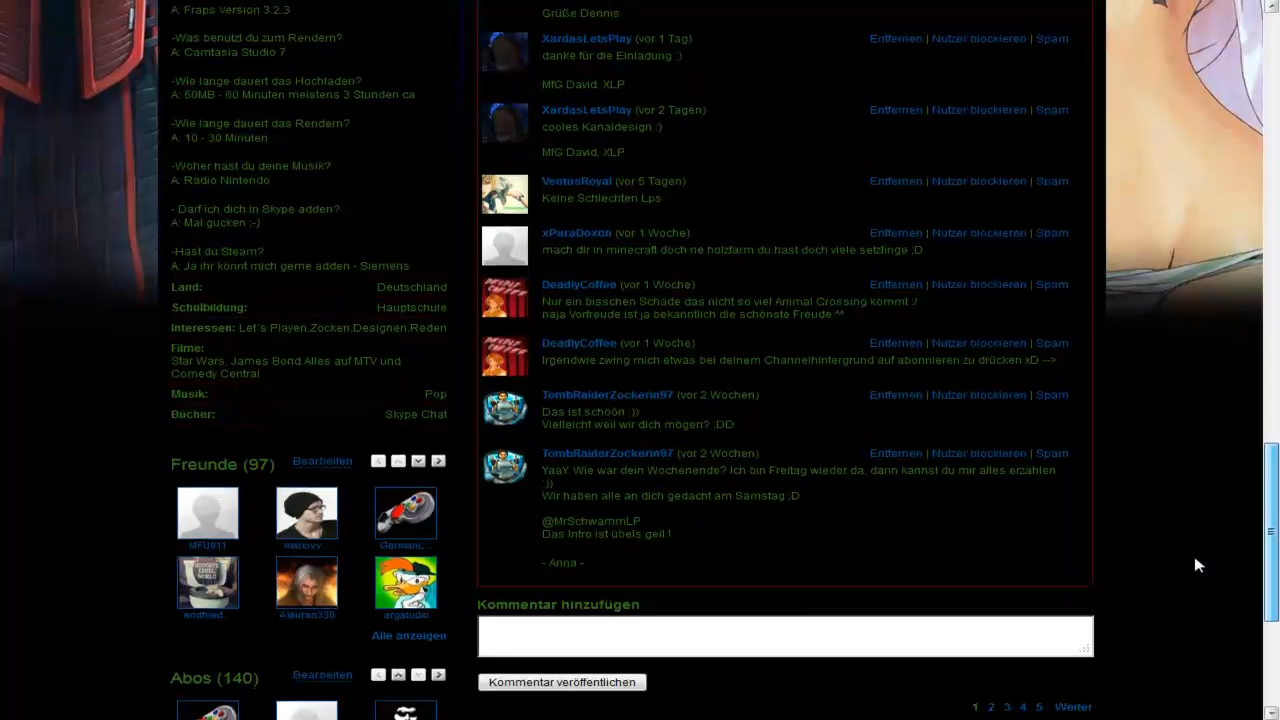 A: Fraps Version 3.2.3
-Was benutzt du zum Rendern?
A: Camtasia Studio 7
-Wie lange dauert das Hochladen?
A: 60MB - 60 Minuten meistens 3 Stunden ca
-Wie lange dauert das Rendern?
A: 10 - 30 Minuten
-Woher hast du deine Musik?
A: Radio Nintendo
- Darf ich dich in Skype adden?
A: Mal gucken ;-)
-Hast du Steam?
A: Ja ihr könnt mich gerne adden - Siemens
Land: Deutschland
Schulbildung: Hauptschule
Interessen: Let's Playen,Zocken,Designen,Reden
Filme:
Star Wars, James Bond,Alles auf MTV und
Comedy Central
Musik: Pop
Bücher: Skype Chat
Freunde (97) Bearbeiten
Alle anzeigen
argstudio
Abos (140) Bearbeiten
Grüße Dennis
XardasLetsPlay (vor 1 Tag) Entfernen | Nutzer blockieren | Spam
danke für die Einladung :)
MfG David, XLP
XardasLetsPlay (vor 2 Tagen) Entfernen | Nutzer blockieren | Spam
cooles Kanaldesign :)
MfG David, XLP
VentusRoyal (vor 5 Tagen) Entfernen | Nutzer blockieren | Spam
Keine Schlechten Lps
xParaDoxon (vor 1 Woche) Entfernen | Nutzer blockieren | Spam
mach dir in minecraft doch ne holzfarm du hast doch viele setzlinge ;D
DeadlyCoffee (vor 1 Woche) Entfernen | Nutzer blockieren | Spam
Nur ein bisschen Schade das nicht so viel Animal Crossing kommt :/
naja Vorfreude ist ja bekanntlich die schönste Freude ^^
DeadlyCoffee (vor 1 Woche) Entfernen | Nutzer blockieren | Spam
Irgendwie zwing mich etwas bei deinem Channelhintergrund auf abonnieren zu drücken xD -->
TombRaiderZockerin97 (vor 2 Wochen) Entfernen | Nutzer blockieren | Spam
Das ist schöön :))
Vielleicht weil wir dich mögen? ;DD
TombRaiderZockerin97 (vor 2 Wochen) Entfernen | Nutzer blockieren | Spam
YaaY Wie war dein Wochenende? Ich bin Freitag wieder da, dann kannst du mir alles erzählen
:))
Wir haben alle an dich gedacht am Samstag ;D
@MrSchwammLP
Das Intro ist übels geil !
- Anna -
Kommentar hinzufügen
Kommentar veröffentlichen
1 2 3 4 5 Weiter